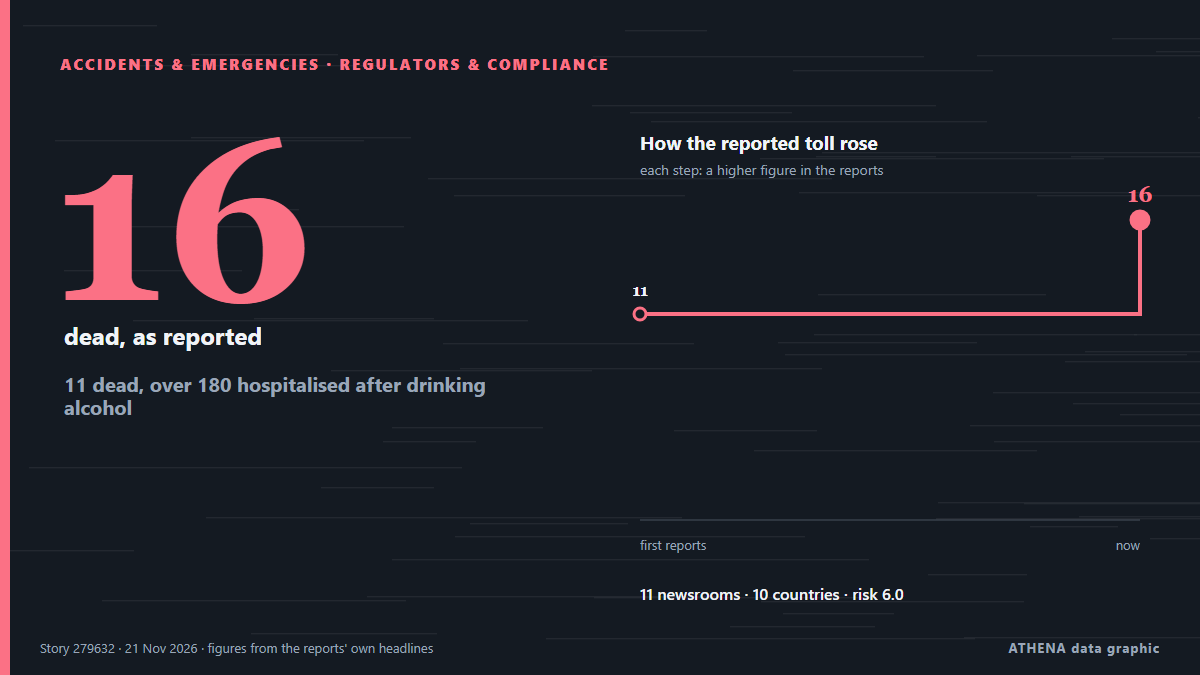 ACCIDENTS & EMERGENCIES · REGULATORS & COMPLIANCE
16
dead, as reported
11 dead, over 180 hospitalised after drinking
alcohol
How the reported toll rose
each step: a higher figure in the reports
16
11
first reports
now
11 newsrooms · 10 countries · risk 6.0
Story 279632 · 21 Nov 2026 · figures from the reports' own headlines
ATHENA data graphic